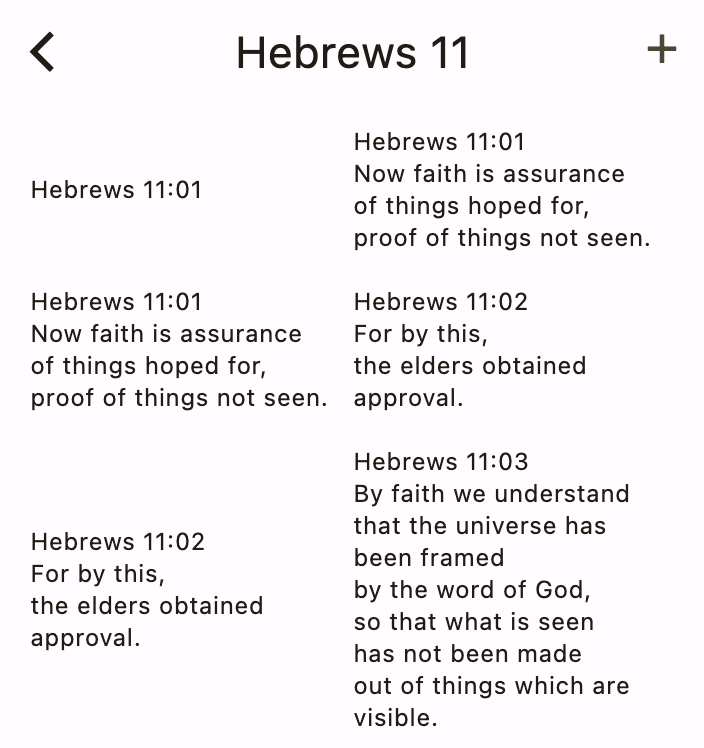 Hebrews 11
Hebrews 11:01
Hebrews 11:01
Now faith is assurance
of things hoped for,
proof of things not seen.
Hebrews 11:01
Now faith is assurance
of things hoped for,
proof of things not seen.
Hebrews 11:02
For by this,
the elders obtained
approval.
Hebrews 11:02
For by this,
the elders obtained
approval.
Hebrews 11:03
By faith we understand
that the universe has
been framed
by the word of God,
so that what is seen
has not been made
out of things which are
visible.